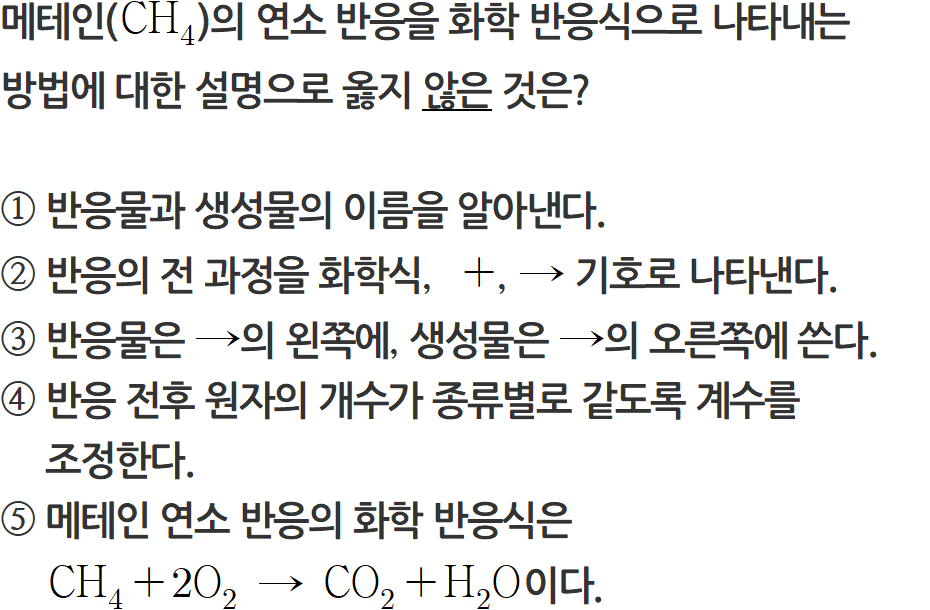 메테인(CH₄)의 연소 반응을 화학 반응식으로 나타내는
방법에 대한 설명으로 옳지 않은 것은?
① 반응물과 생성물의 이름을 알아낸다.
② 반응의 전 과정을 화학식, +, → 기호로 나타낸다.
③ 반응물은 →의 왼쪽에, 생성물은 →의 오른쪽에 쓴다.
④ 반응 전후 원자의 개수가 종류별로 같도록 계수를
조정한다.
⑤ 메테인 연소 반응의 화학 반응식은
CH₄+2O₂ → CO₂+H₂O이다.